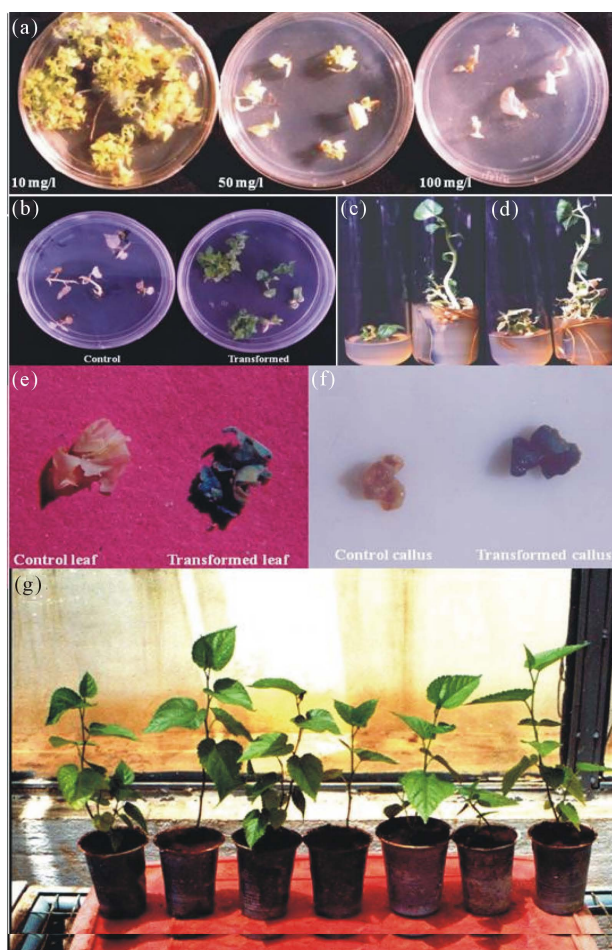 (a)
10 mg/l 50 mg/l 100 mg/l
(b) (c) (d)
Control Transformed
(e) (f)
Control leaf Transformed leaf Control callus Transformed callus
(g)